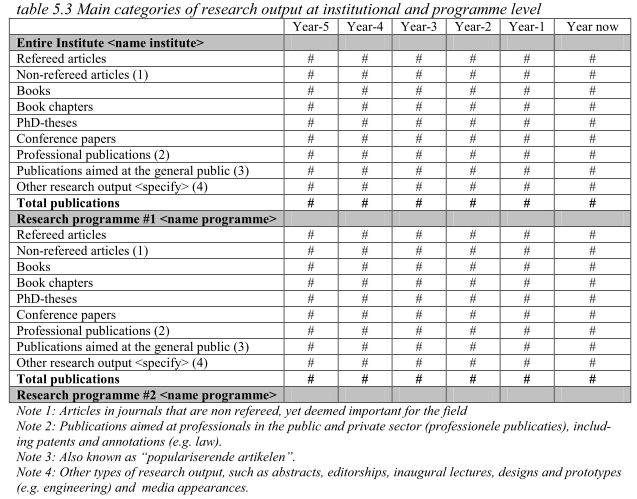 table 5.3 Main categories of research output at institutional and programme level
Year-5 Year-4 Year-3 Year-2 Year-1 Year now
Entire Institute <name institute>
Refereed articles # # # # # #
Non-refereed articles (1) # # # # # #
Books # # # # # #
Book chapters # # # # # #
PhD-theses # # # # # #
Conference papers # # # # # #
Professional publications (2) # # # # # #
Publications aimed at the general public (3) # # # # # #
Other research output <specify> (4) # # # # # #
Total publications # # # # # #
Research programme #1 <name programme>
Refereed articles # # # # # #
Non-refereed articles (1) # # # # # #
Books # # # # # #
Book chapters # # # # # #
PhD-theses # # # # # #
Conference papers # # # # # #
Professional publications (2) # # # # # #
Publications aimed at the general public (3) # # # # # #
Other research output <specify> (4) # # # # # #
Total publications # # # # # #
Research programme #2 <name programme>
Note 1: Articles in journals that are non refereed, yet deemed important for the field
Note 2: Publications aimed at professionals in the public and private sector (professionele publicaties), includ-
ing patents and annotations (e.g. law).
Note 3: Also known as “populariserende artikelen”.
Note 4: Other types of research output, such as abstracts, editorships, inaugural lectures, designs and prototypes
(e.g. engineering) and media appearances.